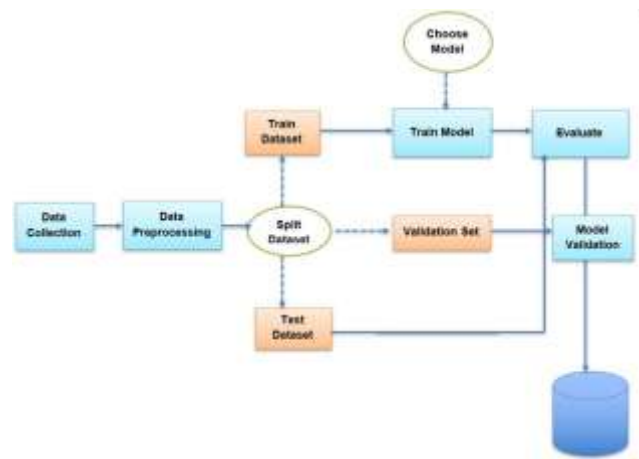 Choose
Model
Train
Dataset
Train Model
Evaluate
Data
Collection
Data
Preprocessing
Split
Dataset
Validation Set
Model
Validation
Test
Dataset